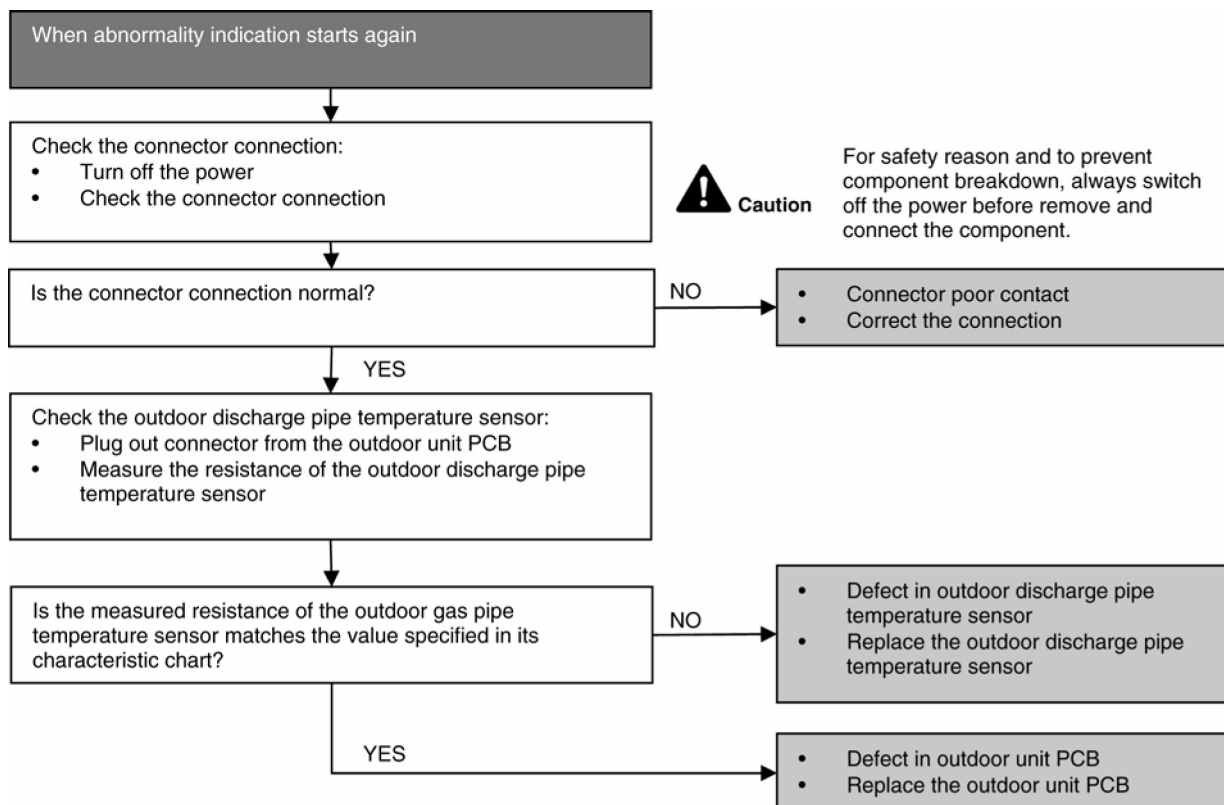 When abnormality indication starts again
Check the connector connection:
• Turn off the power
• Check the connector connection
Caution
For safety reason and to prevent
component breakdown, always switch
off the power before remove and
connect the component.
Is the connector connection normal?
NO
• Connector poor contact
• Correct the connection
YES
Check the outdoor discharge pipe temperature sensor:
• Plug out connector from the outdoor unit PCB
• Measure the resistance of the outdoor discharge pipe
temperature sensor
Is the measured resistance of the outdoor gas pipe
temperature sensor matches the value specified in its
characteristic chart?
NO
• Defect in outdoor discharge pipe
temperature sensor
• Replace the outdoor discharge pipe
temperature sensor
YES
• Defect in outdoor unit PCB
• Replace the outdoor unit PCB